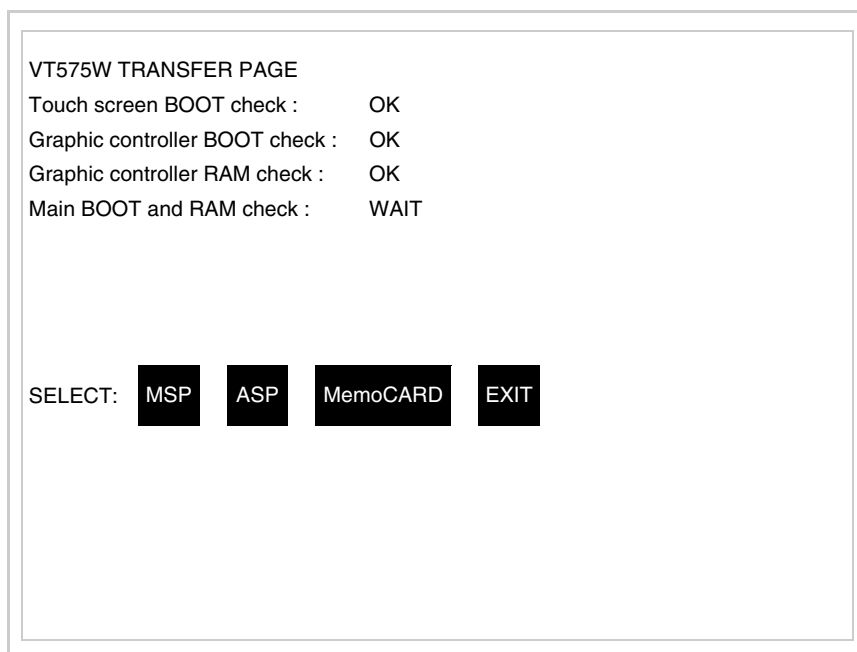 VT575W TRANSFER PAGE
Touch screen BOOT check : OK
Graphic controller BOOT check : OK
Graphic controller RAM check : OK
Main BOOT and RAM check : WAIT
SELECT: MSP ASP MemoCARD EXIT